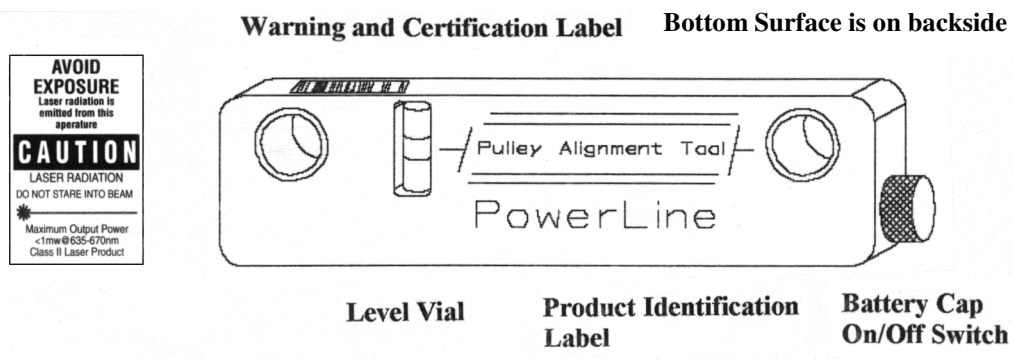 Warning and Certification Label
Bottom Surface is on backside
AVOID
EXPOSURE
Laser radiation is
emitted from this
aperature
CAUTION
LASER RADIATION
DO NOT STARE INTO BEAM
Maximum Output Power
<1mw@635-670nm
Class II Laser Product
Pulley Alignment Tool
PowerLine
Level Vial
Product Identification
Label
Battery Cap
On/Off Switch